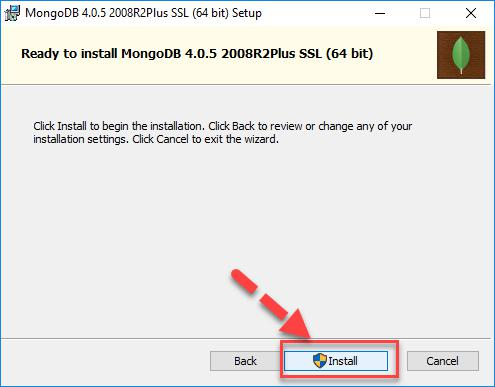 MongoDB 4.0.5 2008R2Plus SSL (64 bit) Setup
Ready to install MongoDB 4.0.5 2008R2Plus SSL (64 bit)
Click Install to begin the installation. Click Back to review or change any of your
installation settings. Click Cancel to exit the wizard.
Back
Install
Cancel